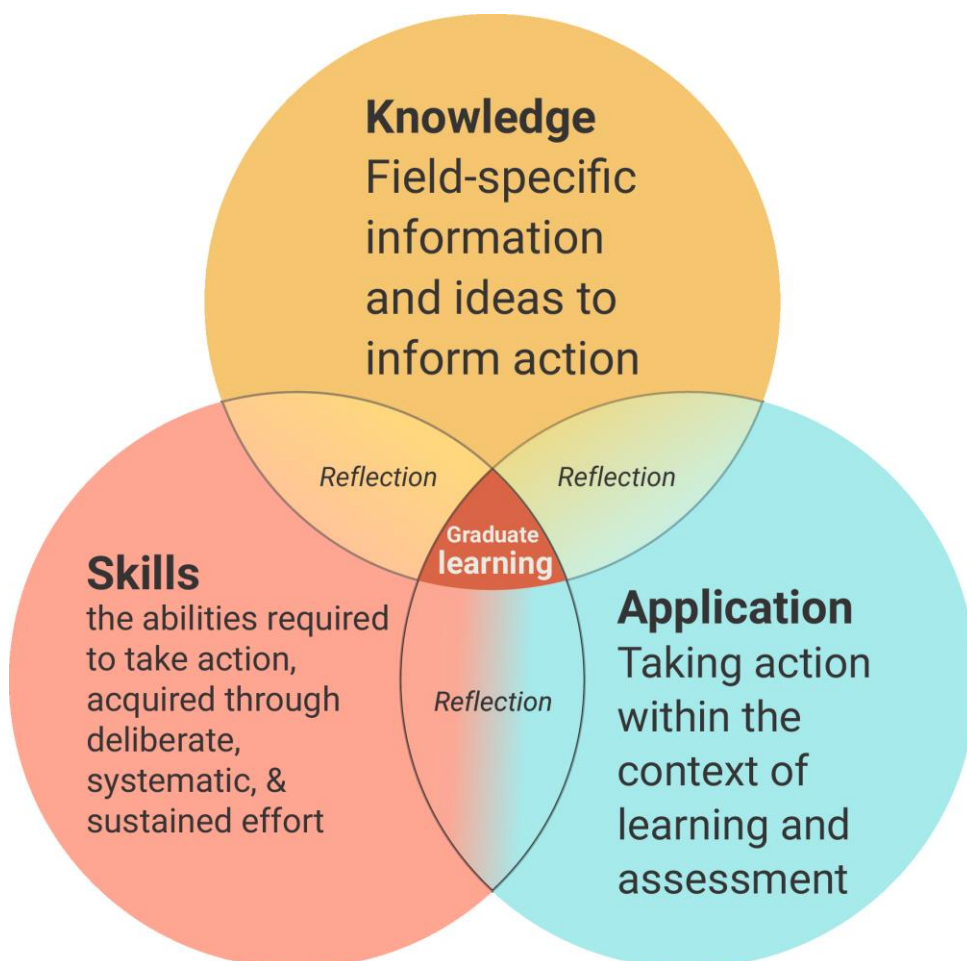 Knowledge
Field-specific
information
and ideas to
inform action
Reflection
Reflection
Graduate
learning
Skills
the abilities required
to take action,
acquired through
deliberate,
systematic, &
sustained effort
Reflection
Application
Taking action
within the
context of
learning and
assessment